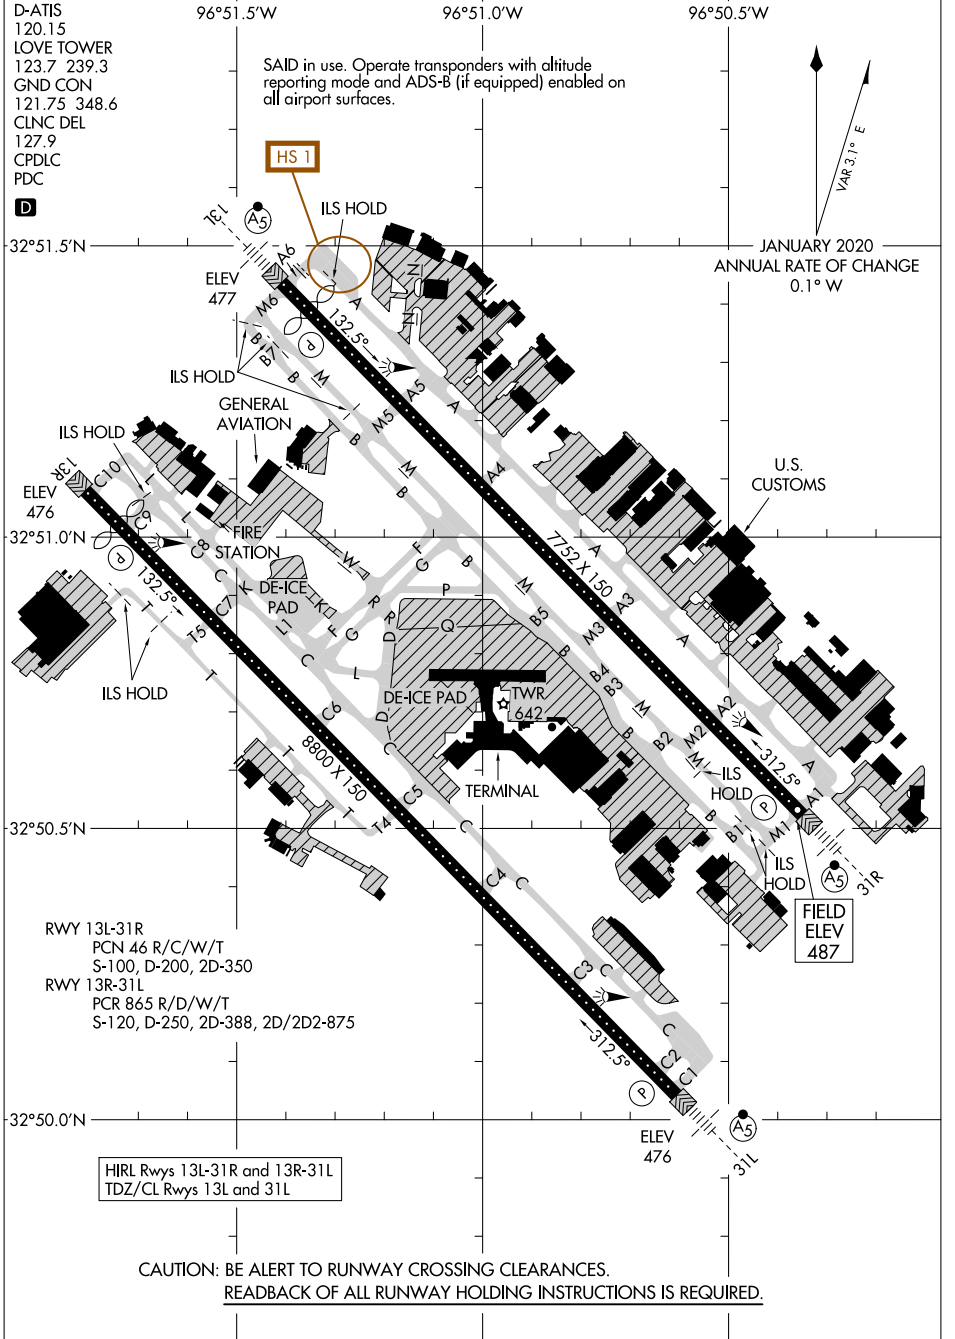 D-ATIS
120.15
LOVE TOWER
123.7 239.3
GND CON
121.75 348.6
CLNC DEL
127.9
CPDLC
PDC
D
96°51.5'W
96°51.0'W
96°50.5'W
SAID in use. Operate transponders with altitude
reporting mode and ADS-B (if equipped) enabled on
all airport surfaces.
HS 1
VAR 3.1° E
JANUARY 2020
ANNUAL RATE OF CHANGE
0.1° W
13L
A5
ILS HOLD
32°51.5'N
ELEV
477
A6
A
N
N
M6
132.5°
P
B
B7
B
M
ILS HOLD
A5
A
M5
GENERAL
AVIATION
B
M
B
A4
ILS HOLD
13R
C10
L
ELEV
476
C9
L
U.S.
CUSTOMS
32°51.0'N
P
132.5°
C8
FIRE
STATION
C
K
C7
DE-ICE
PAD
W
G
F
B
M
P
7752 X 150
A
A3
A
T
T
T5
L1
K
F
G
R
R
D
Q
B5
M3
B
B4
B3
ILS HOLD
T
C
L
DE-ICE PAD
TWR
642
M
A2
C6
D
C
B
B2
M2
M
312.5°
A
8800 X 150
T
T
T4
C5
TERMINAL
ILS
HOLD
P
A1
32°50.5'N
C
B
B1
M1
C4
C
ILS
HOLD
A5
31R
FIELD
ELEV
487
RWY 13L-31R
PCN 46 R/C/W/T
S-100, D-200, 2D-350
RWY 13R-31L
PCR 865 R/D/W/T
S-120, D-250, 2D-388, 2D/2D2-875
C3
C
312.5°
C
C2
C1
P
32°50.0'N
ELEV
476
A5
31L
HIRL Rwys 13L-31R and 13R-31L
TDZ/CL Rwys 13L and 31L
CAUTION: BE ALERT TO RUNWAY CROSSING CLEARANCES.
READBACK OF ALL RUNWAY HOLDING INSTRUCTIONS IS REQUIRED.